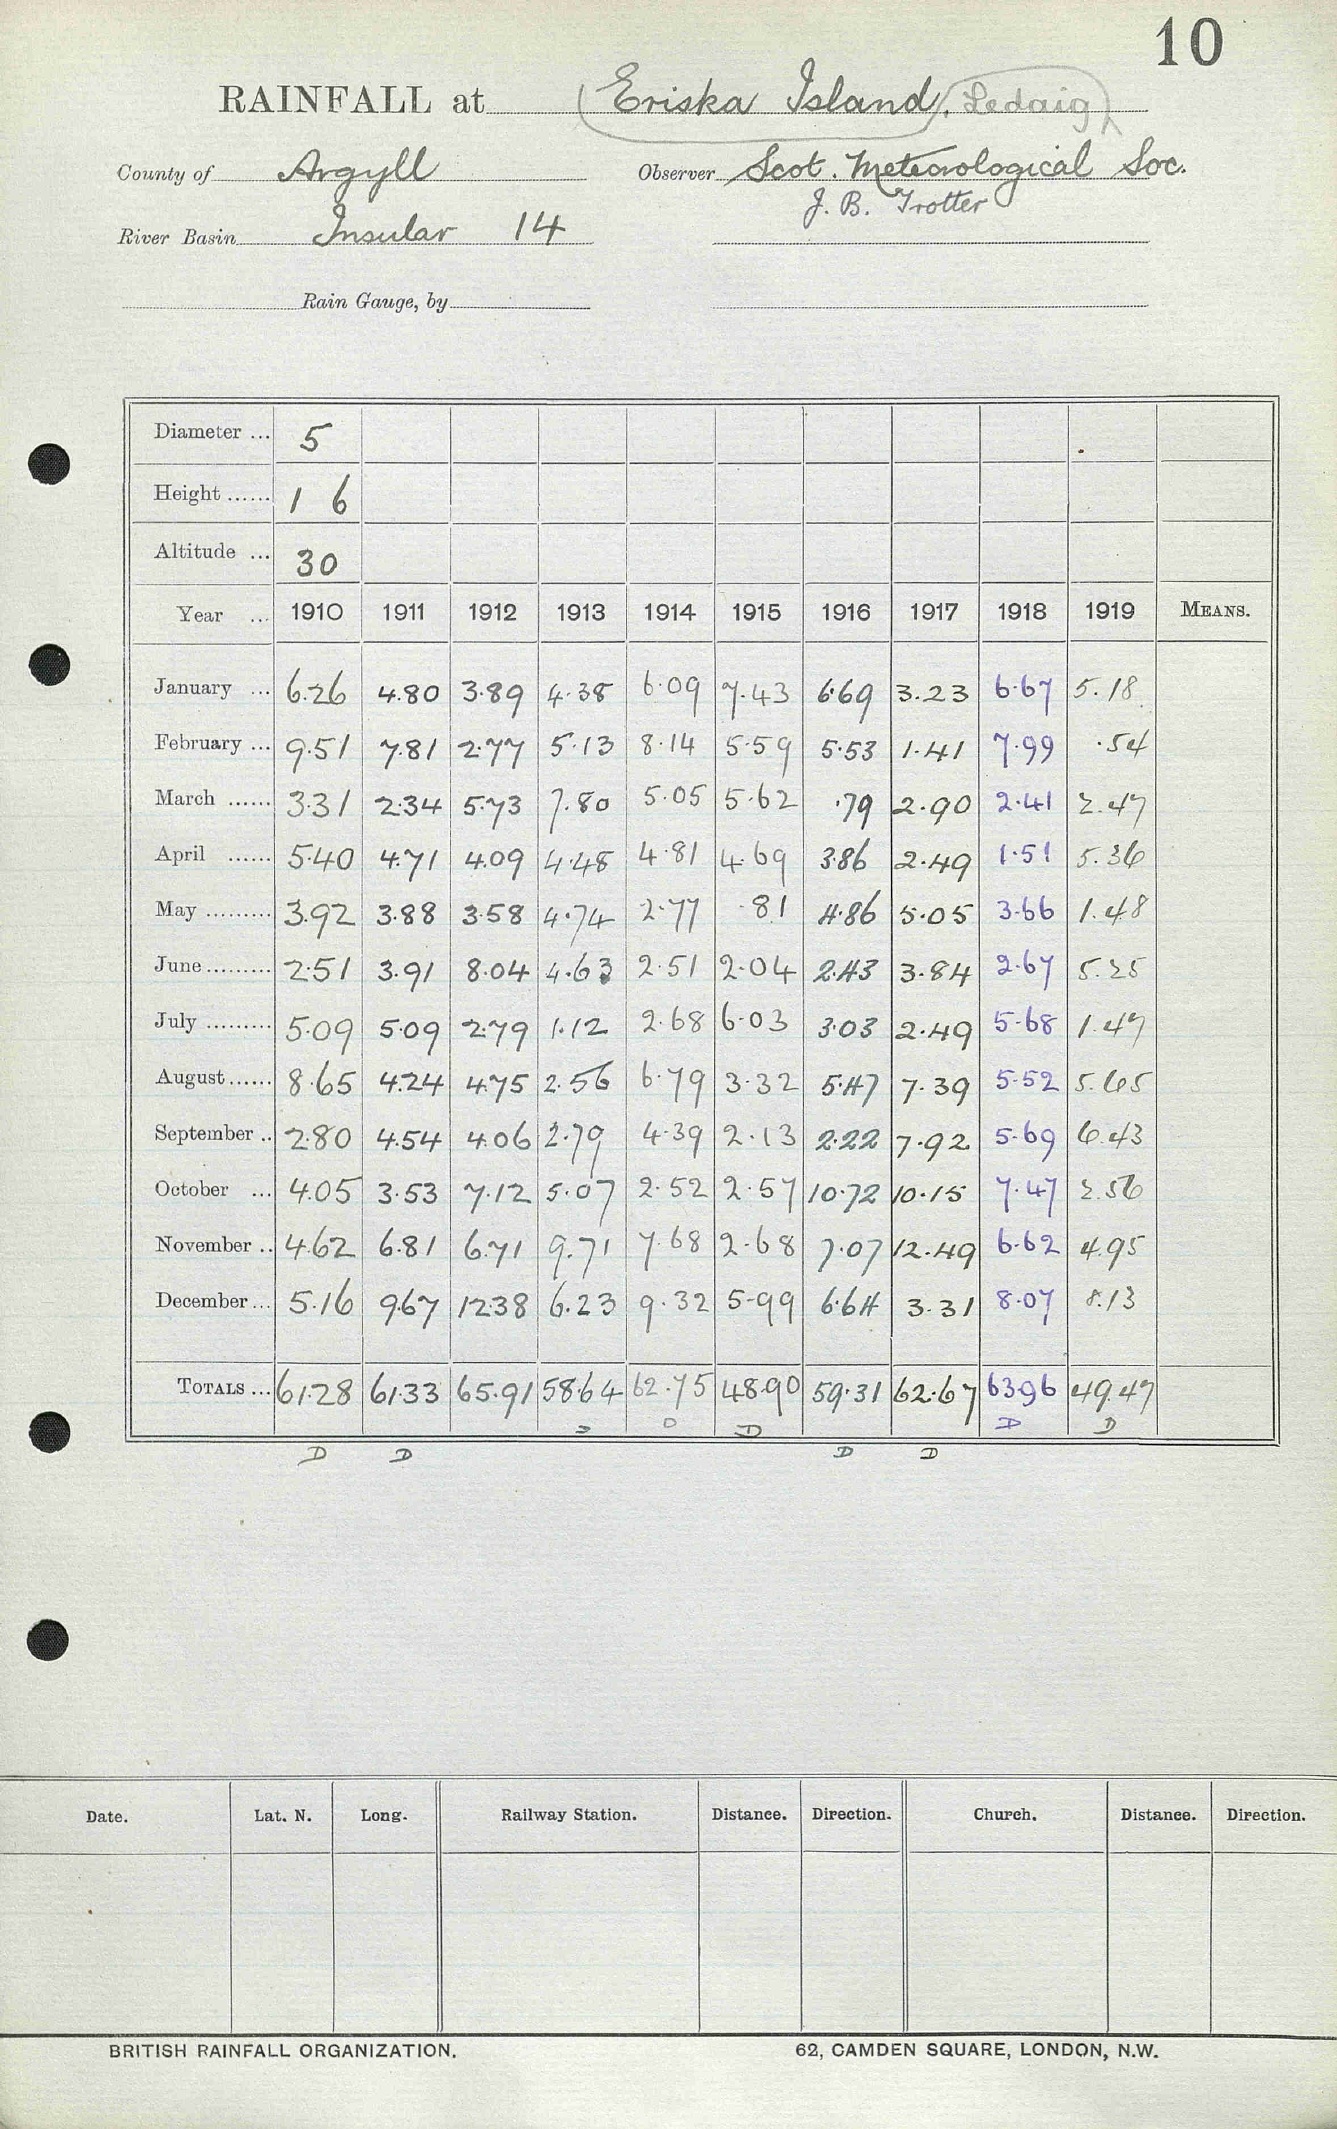 10
RAINFALL at Eriska Island. Ledaig
County of Argyll Observer Scot. Meteorological Soc.
J. B. Trotter
River Basin Insular 14
Rain Gauge, by
Diameter ... 5
Height ...... 1 6
Altitude ... 30
Year ... 1910 1911 1912 1913 1914 1915 1916 1917 1918 1919 MEANS.
January ... 6.26 4.80 3.89 4.38 6.09 7.43 6.69 3.23 6.67 5.18
February ... 9.51 7.81 2.77 5.13 8.14 5.59 5.53 1.41 7.99 .54
March ...... 3.31 2.34 5.73 7.80 5.05 5.62 .79 2.90 2.41 2.47
April ...... 5.40 4.71 4.09 4.48 4.81 4.69 3.86 2.49 1.51 5.36
May ......... 3.92 3.88 3.58 4.74 2.77 .81 4.86 5.05 3.66 1.48
June ......... 2.51 3.91 8.04 4.63 2.51 2.04 2.43 3.84 2.67 5.25
July ......... 5.09 5.09 2.79 1.12 2.68 6.03 3.03 2.49 5.68 1.47
August ...... 8.65 4.24 4.75 2.56 6.79 3.32 5.47 7.39 5.52 5.65
September .. 2.80 4.54 4.06 2.79 4.39 2.13 2.22 7.92 5.69 6.43
October ... 4.05 3.53 7.12 5.07 2.52 2.57 10.72 10.15 7.47 2.56
November .. 4.62 6.81 6.71 9.71 7.68 2.68 7.07 12.49 6.62 4.95
December ... 5.16 9.67 12.38 6.23 9.32 5.99 6.64 3.31 8.07 8.13
TOTALS ... 61.28 61.33 65.91 58.64 62.75 48.90 59.31 62.67 63.96 49.47
D D D D D
D D D D
Date. Lat. N. Long. Railway Station. Distance. Direction. Church. Distance. Direction.
BRITISH RAINFALL ORGANIZATION. 62, CAMDEN SQUARE, LONDON, N.W.